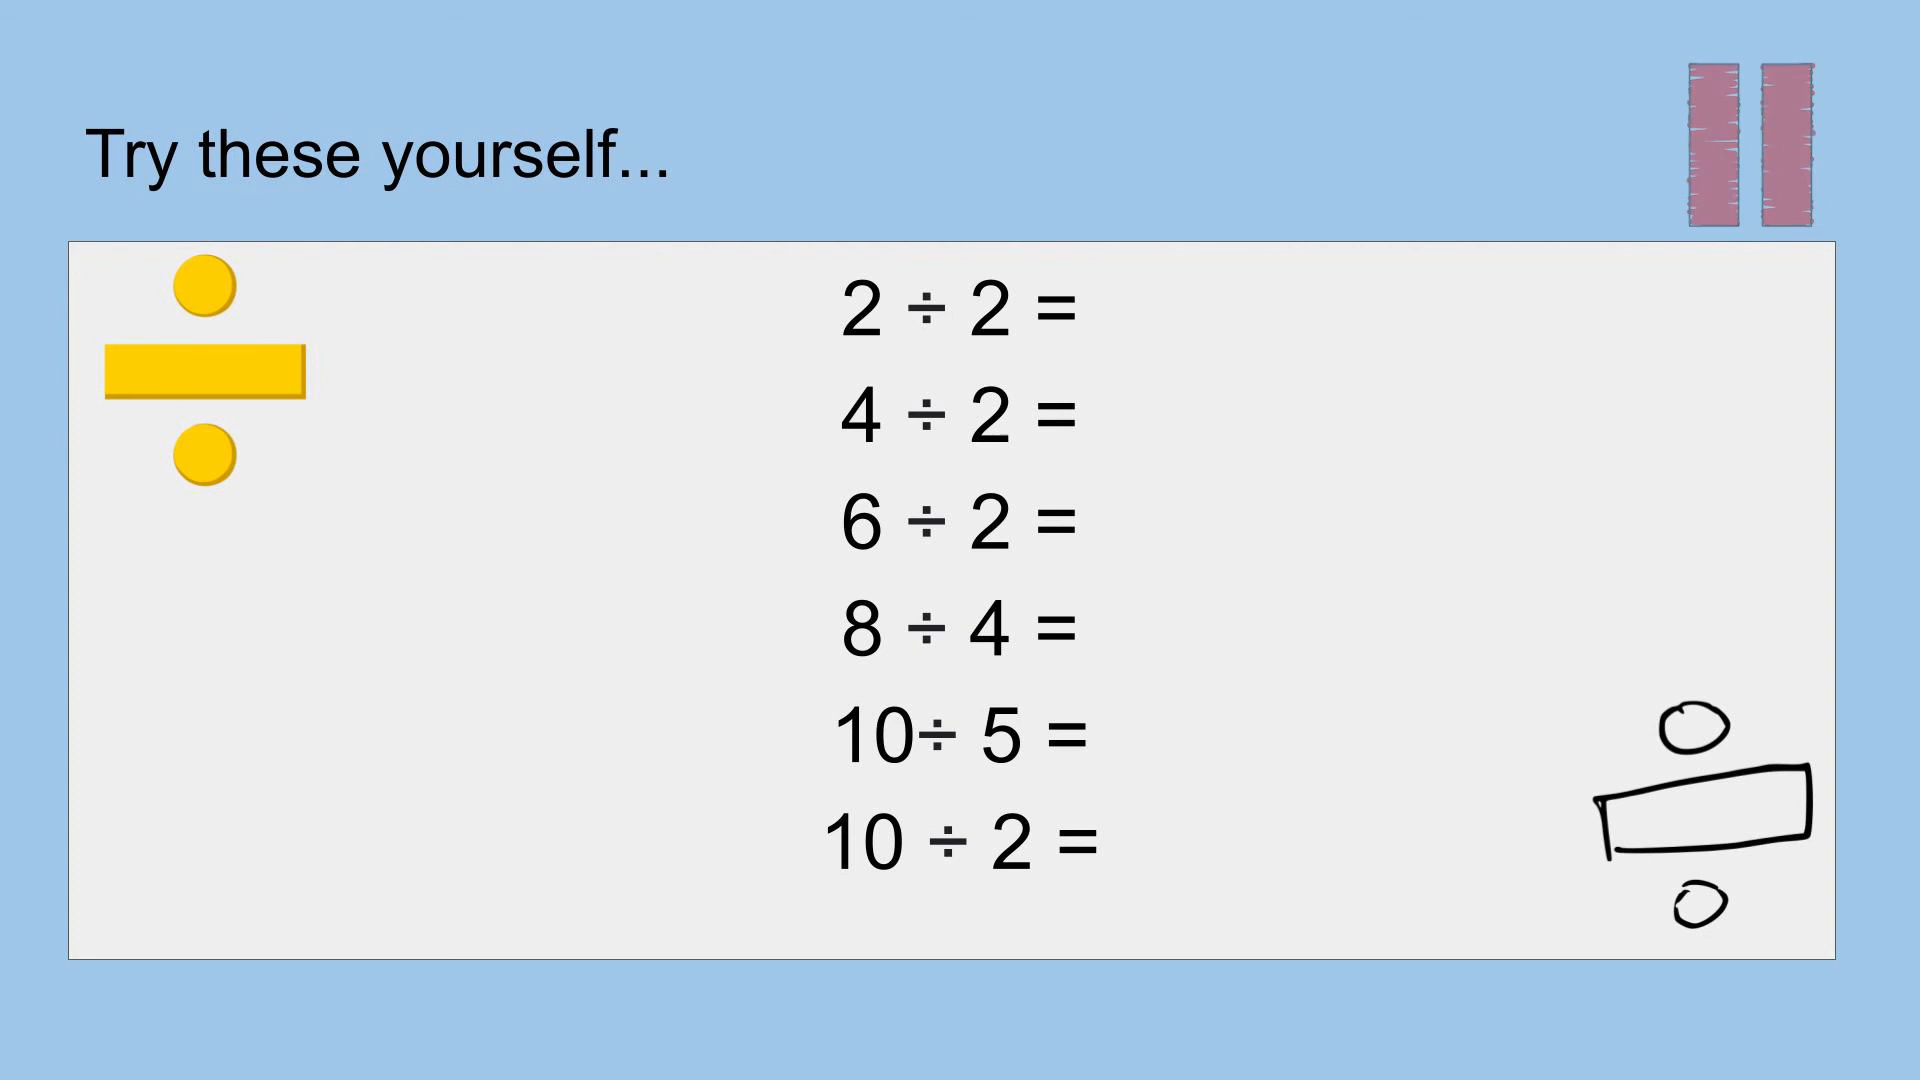 Try these yourself...
2 ÷ 2 =
4 ÷ 2 =
6 ÷ 2 =
8 ÷ 4 =
10÷ 5 =
10 ÷ 2 =